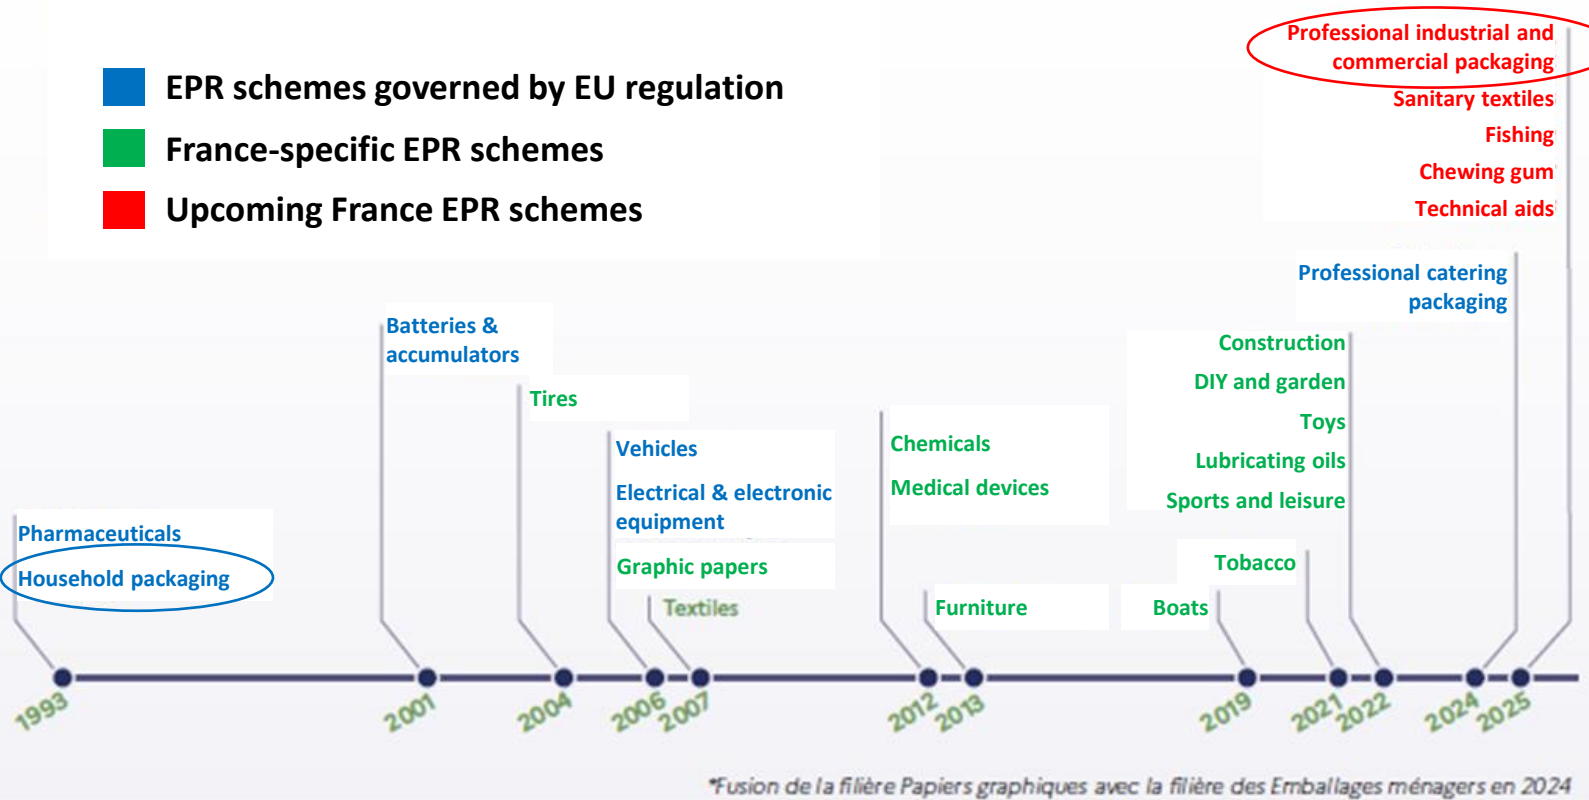 EPR schemes governed by EU regulation
France-specific EPR schemes
Upcoming France EPR schemes
Professional industrial and
commercial packaging
Sanitary textiles
Fishing
Chewing gum
Technical aids
Professional catering
packaging
Batteries &
accumulators
Tires
Vehicles
Electrical & electronic
equipment
Graphic papers
Textiles
Pharmaceuticals
Household packaging
Chemicals
Medical devices
Furniture
Construction
DIY and garden
Toys
Lubricating oils
Sports and leisure
Tobacco
Boats
1993
2001
2004
2006
2007
2012
2013
2019
2021
2022
2024
2025
*Fusion de la filière Papiers graphiques avec la filière des Emballages ménagers en 2024